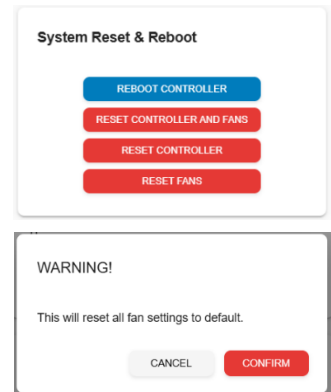 System Reset & Reboot
REBOOT CONTROLLER
RESET CONTROLLER AND FANS
RESET CONTROLLER
RESET FANS
WARNING!
This will reset all fan settings to default.
CANCEL
CONFIRM